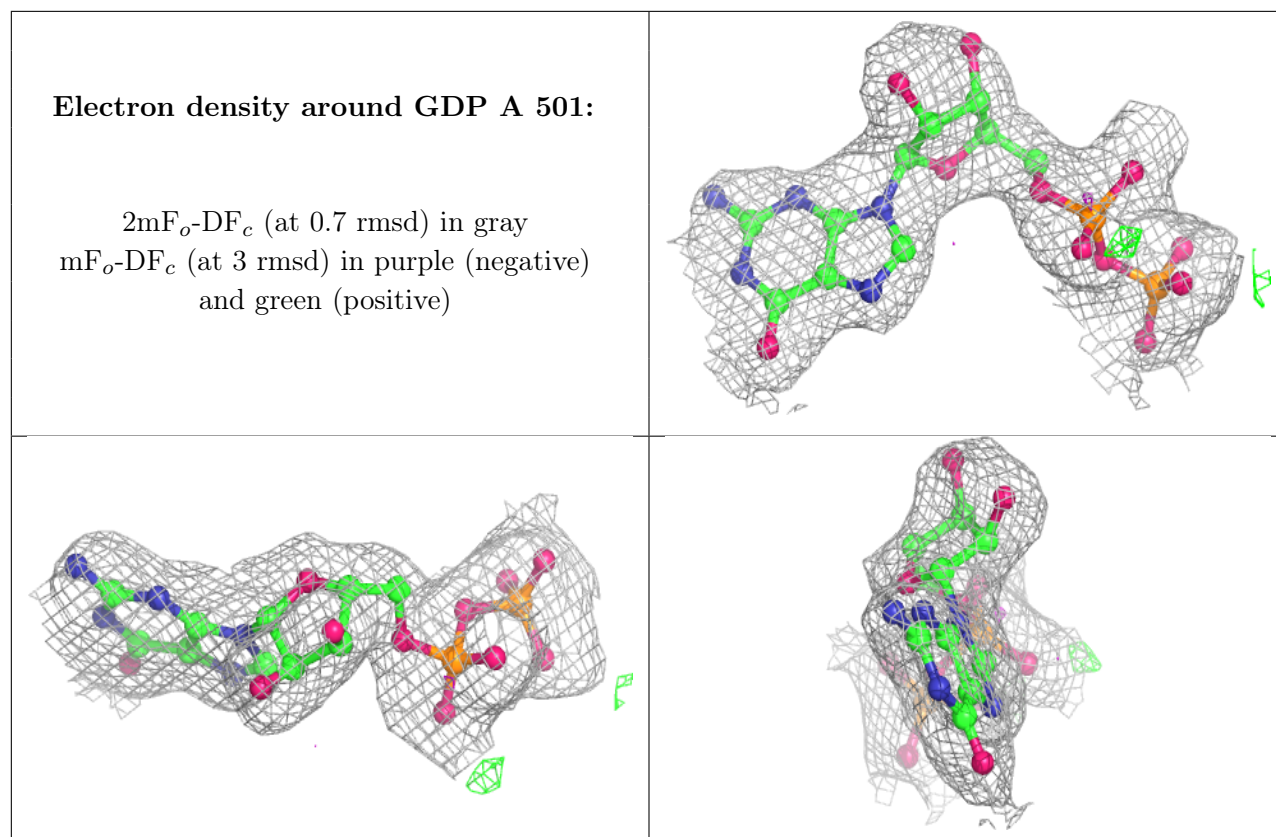 Electron density around GDP A 501:
2mFo-DFc (at 0.7 rmsd) in gray
mFo-DFc (at 3 rmsd) in purple (negative)
and green (positive)